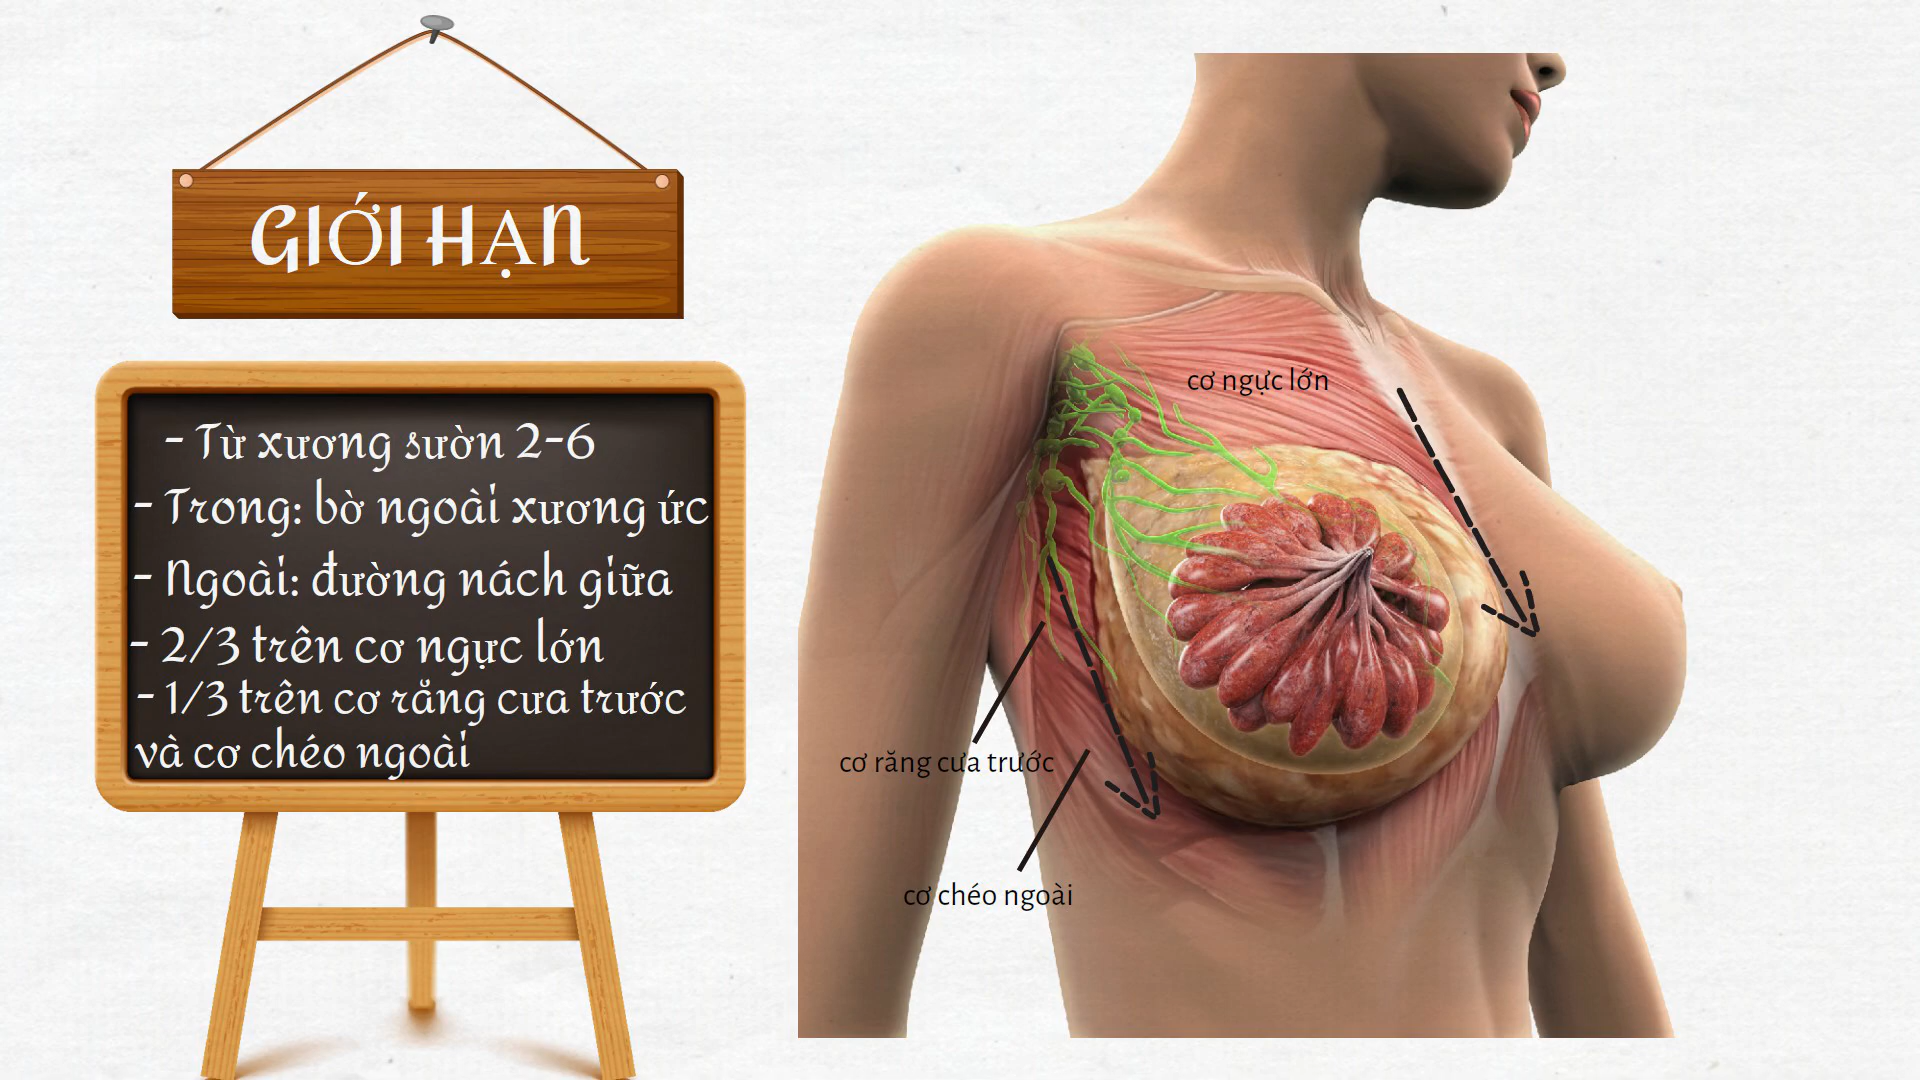 GIỚI HẠN
- Từ xương sườn 2-6
- Trong: bờ ngoài xương ức
- Ngoài: đường nách giữa
- 2/3 trên cơ ngực lớn
- 1/3 trên cơ răng cưa trước
và cơ chéo ngoài
cơ ngực lớn
cơ răng cưa trước
cơ chéo ngoài